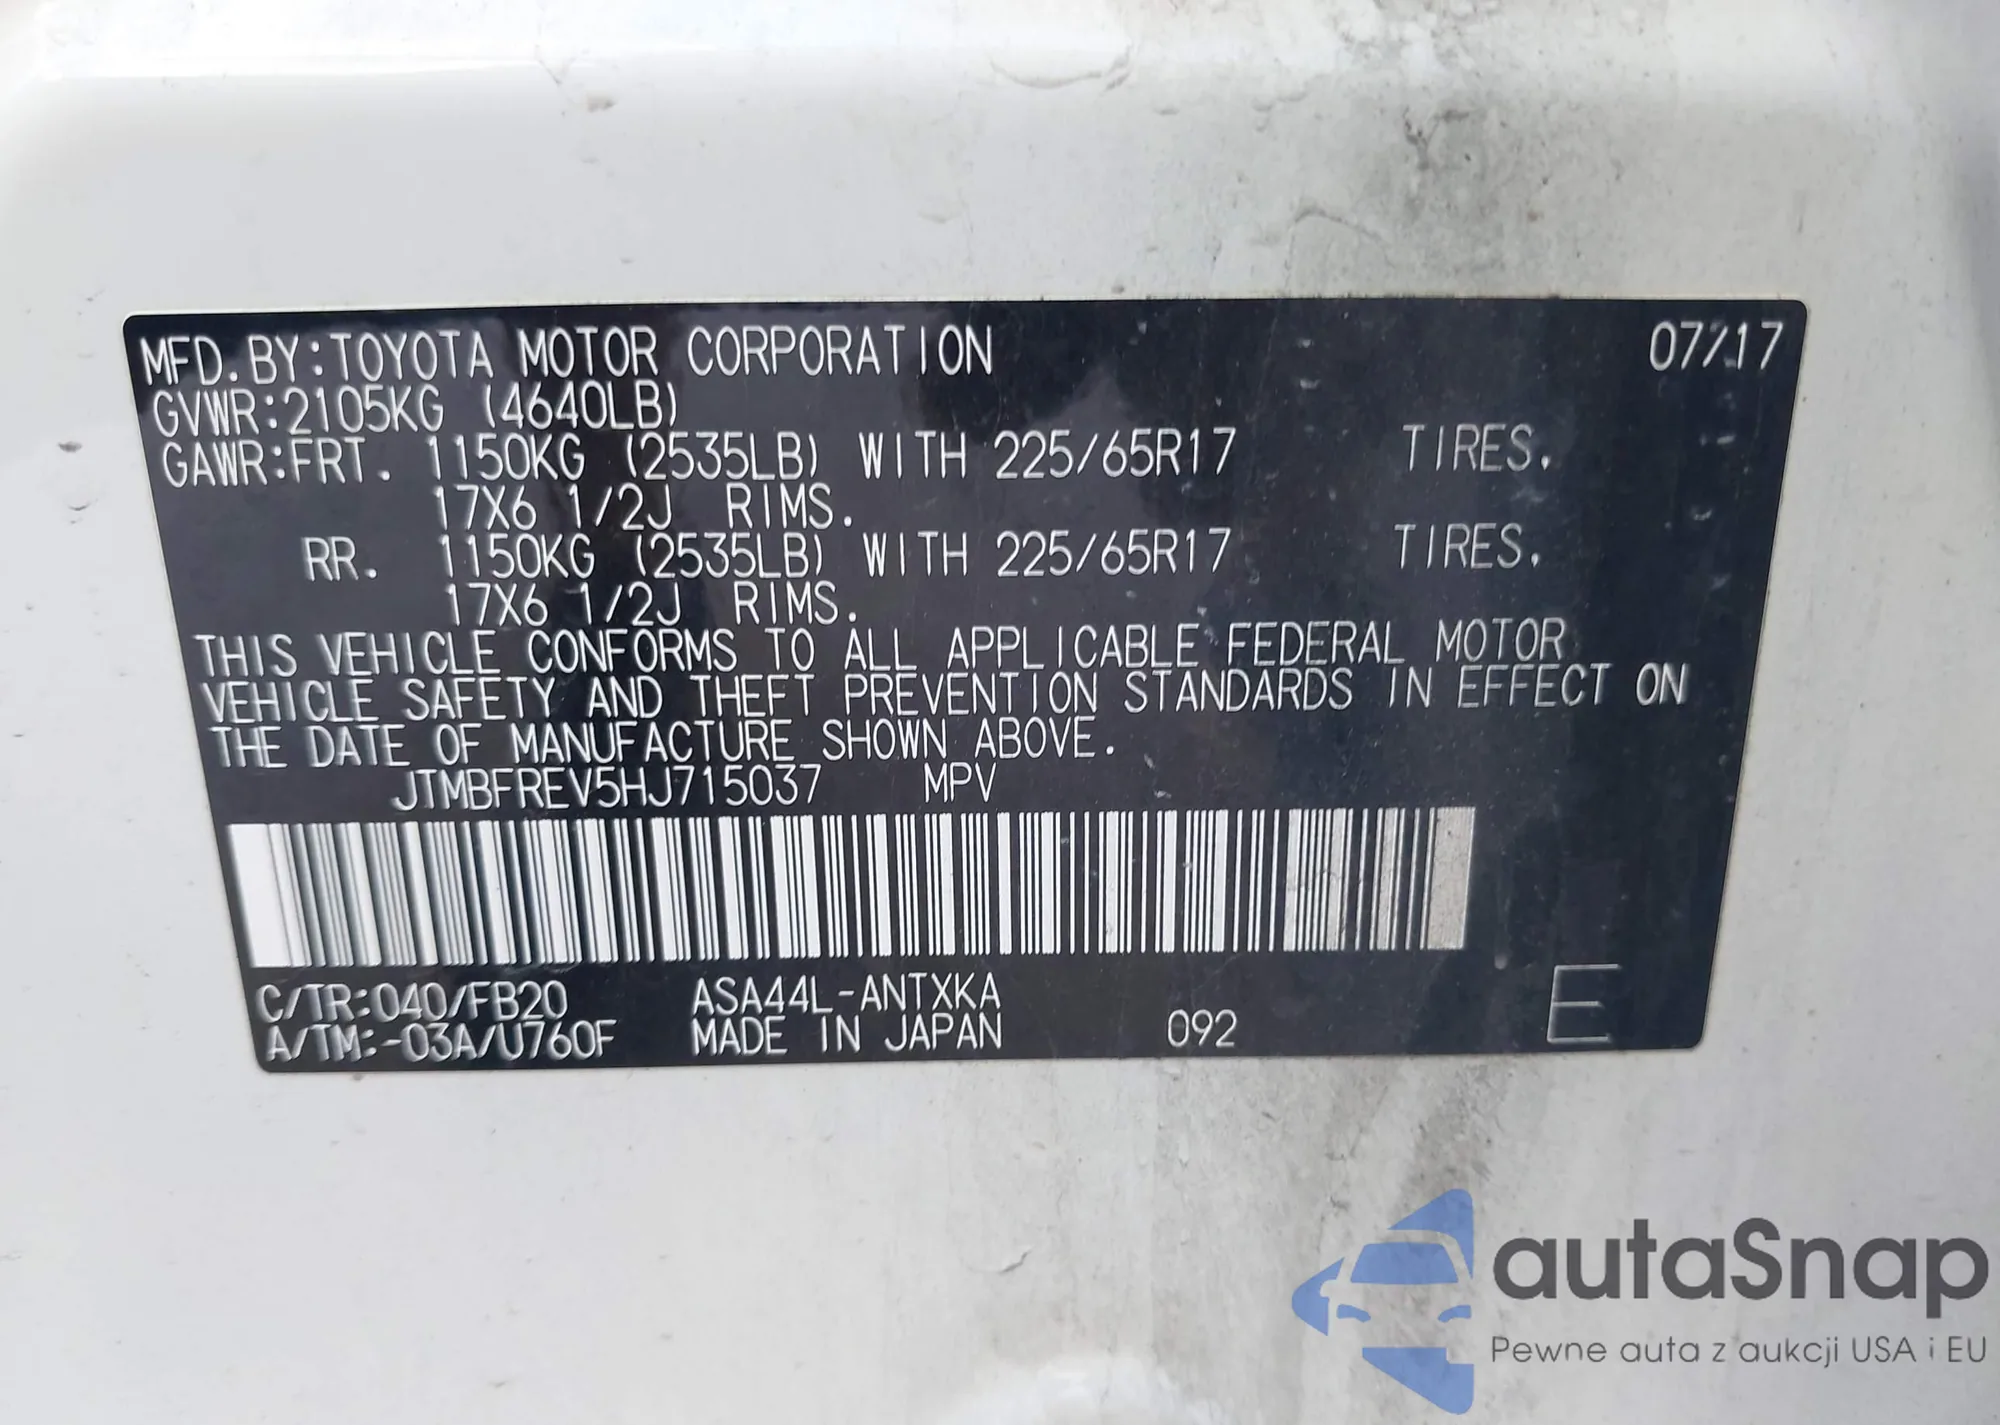 MFD. BY: TOYOTA MOTOR CORPORATION 07/17
GVWR:2105KG (4640LB)
GAWR:FRT. 1150KG (2535LB) WITH 225/65R17 TIRES.
17X6 1/2J RIMS.
RR. 1150KG (2535LB) WITH 225/65R17 TIRES.
17X6 1/2J RIMS.
THIS VEHICLE CONFORMS TO ALL APPLICABLE FEDERAL MOTOR
VEHICLE SAFETY AND THEFT PREVENTION STANDARDS IN EFFECT ON
THE DATE OF MANUFACTURE SHOWN ABOVE.
JTMBFREV5HJ715037 MPV
C/TR:040/FB20 ASA44L-ANTXKA
A/TM:-03A/U760F MADE IN JAPAN 092 E
autaSnap
Pewne auta z aukcji USA i EU